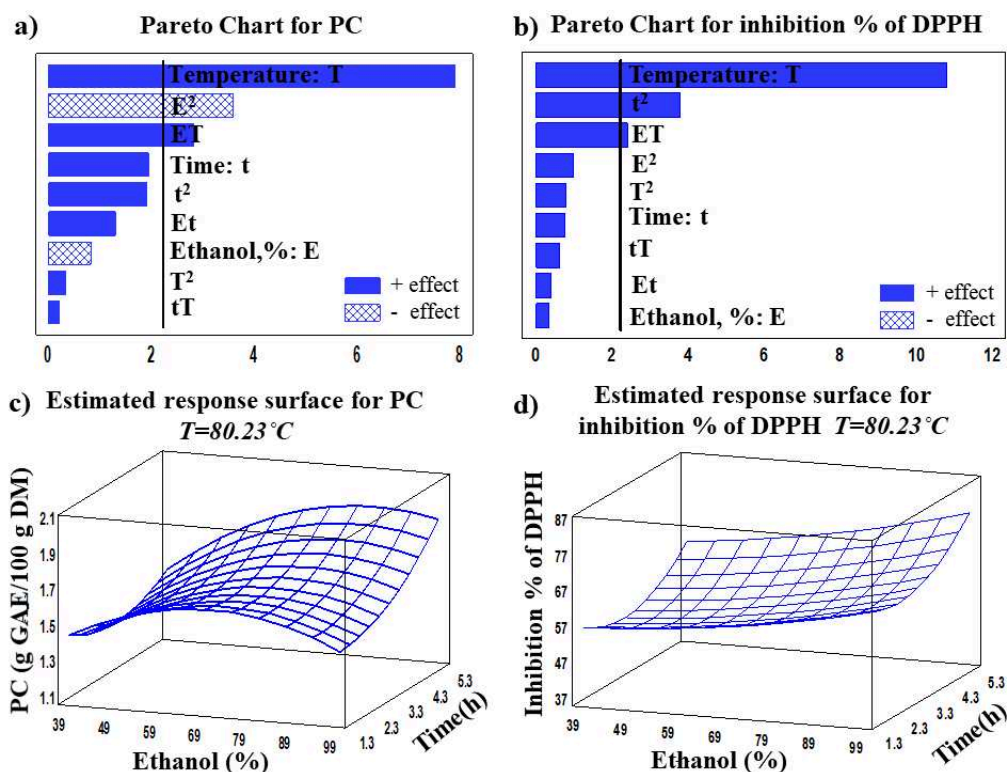 a)
Pareto Chart for PC
Temperature: T
E²
ET
Time: t
t²
Et
Ethanol,%: E
T²
tT
+ effect
- effect
0 2 4 6 8
b)
Pareto Chart for inhibition % of DPPH
Temperature: T
t²
ET
E²
T²
Time: t
tT
Et
Ethanol, %: E
+ effect
- effect
0 2 4 6 8 10 12
c)
Estimated response surface for PC
T=80.23°C
PC (g GAE/100 g DM)
2.1
1.9
1.7
1.5
1.3
1.1
39 49 59 69 79 89 99
Ethanol (%)
1.3 2.3 3.3 4.3 5.3
Time(h)
d)
Estimated response surface for
inhibition % of DPPH T=80.23°C
Inhibition % of DPPH
87
77
67
57
47
37
39 49 59 69 79 89 99
Ethanol (%)
1.3 2.3 3.3 4.3 5.3
Time(h)